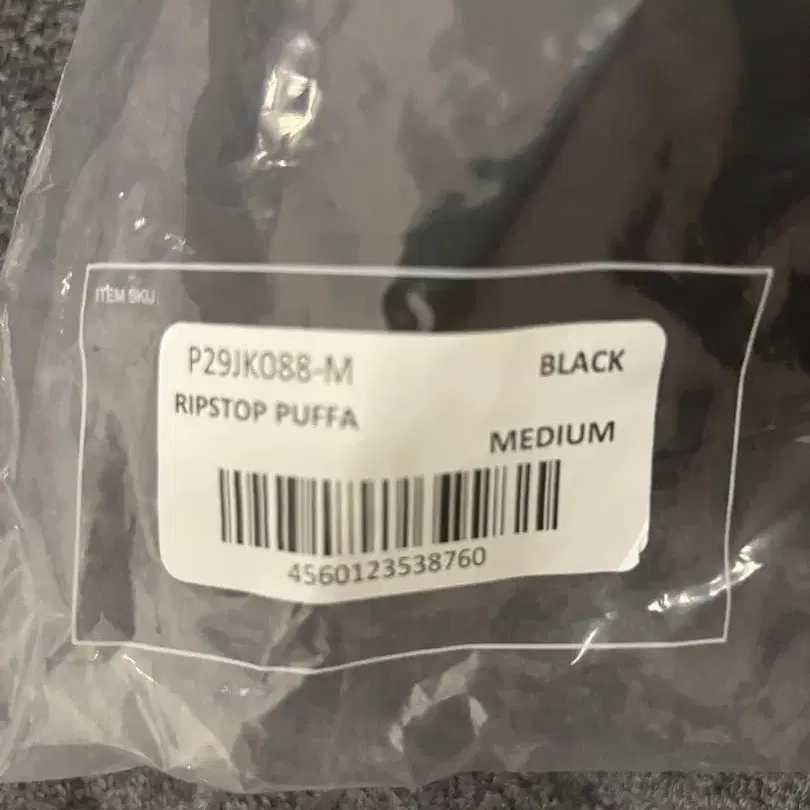 ITEM SKU
P29JK088-M BLACK
RIPSTOP PUFFA
MEDIUM
4560123538760